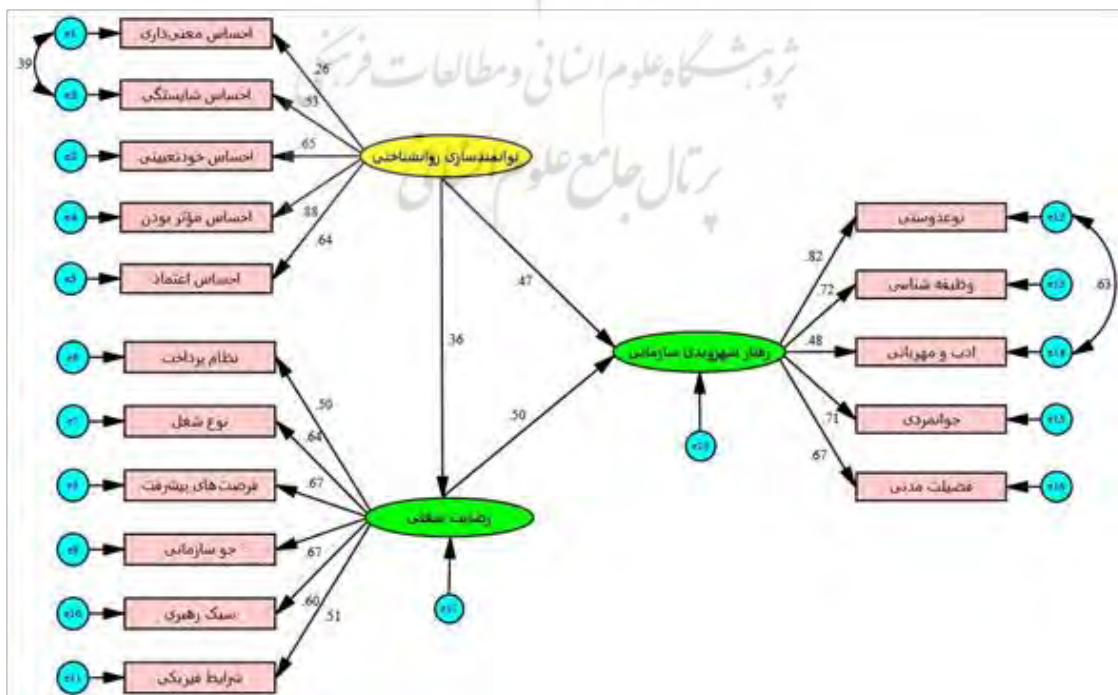 پژوهشگاه علوم انسانی و مطالعات فرهنگی
پرتال جامع علوم انسانی
احساس معنی‌داری
احساس شایستگی
احساس خودتعیینی
احساس مؤثر بودن
احساس اعتماد
.39
.26
.53
.65
.88
.64
توانمندسازی روانشناختی
.47
.36
نظام پرداخت
نوع شغل
فرصت‌های پیشرفت
جو سازمانی
سبک رهبری
شرایط فیزیکی
.50
.64
.67
.67
.60
.51
رضایت شغلی
.50
رفتار شهروندی سازمانی
.82
.72
.48
.71
.67
نوعدوستی
وظیفه شناسی
ادب و مهربانی
جوانمردی
فضیلت مدنی
.63